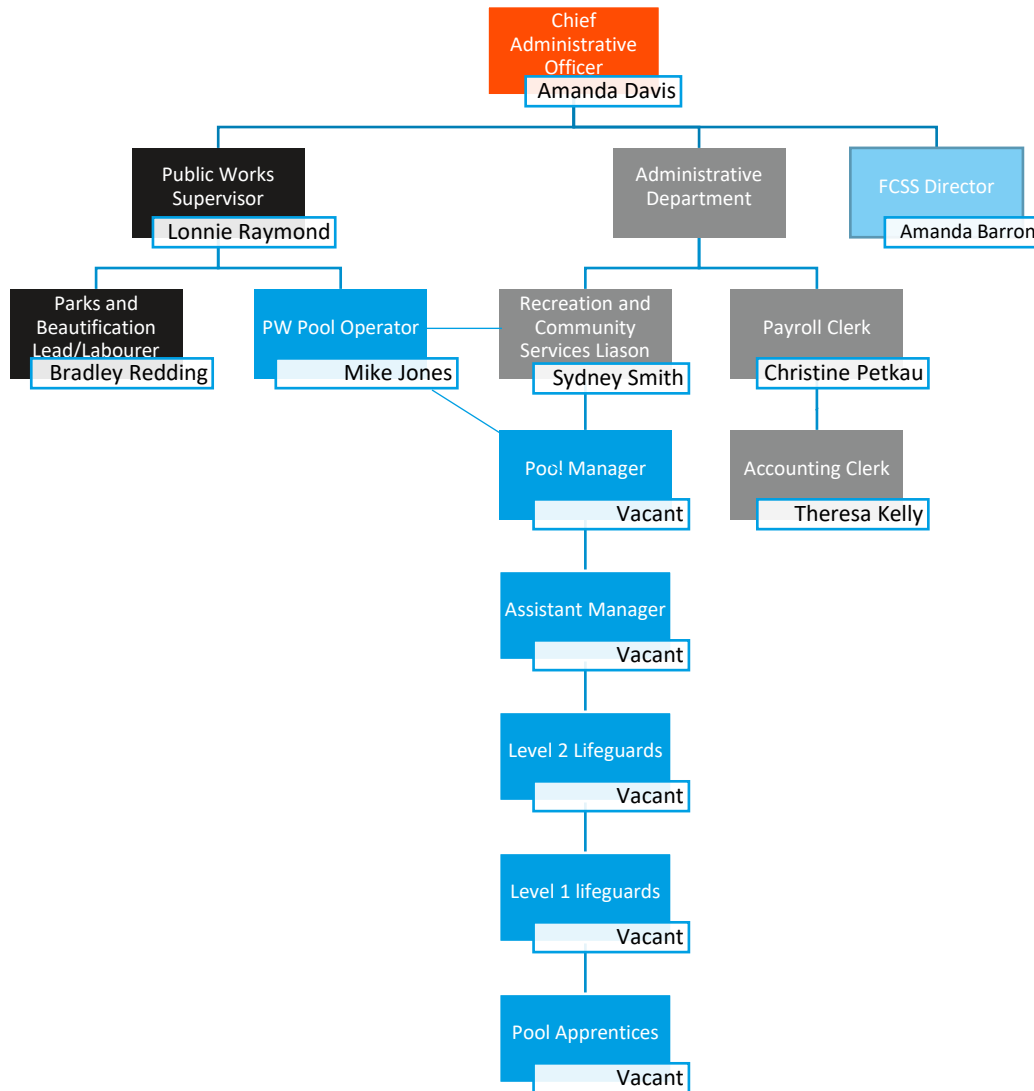 Chief
Administrative
Officer
Amanda Davis
Public Works
Supervisor
Lonnie Raymond
Administrative
Department
FCSS Director
Amanda Barron
Parks and
Beautification
Lead/Labourer
Bradley Redding
PW Pool Operator
Mike Jones
Recreation and
Community
Services Liason
Sydney Smith
Payroll Clerk
Christine Petkau
Pool Manager
Vacant
Accounting Clerk
Theresa Kelly
Assistant Manager
Vacant
Level 2 Lifeguards
Vacant
Level 1 lifeguards
Vacant
Pool Apprentices
Vacant